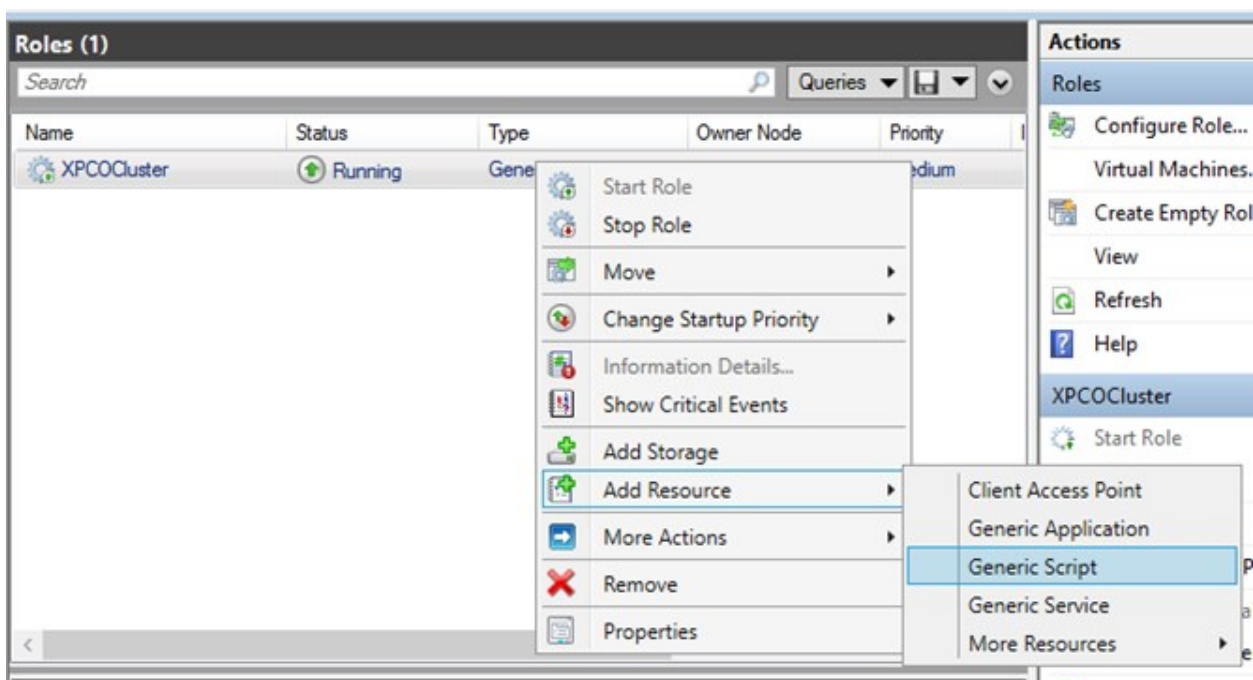 Roles (1)
Search
Queries
Name Status Type Owner Node Priority
XPCOCluster Running Gene edium
Start Role
Stop Role
Move
Change Startup Priority
Information Details...
Show Critical Events
Add Storage
Add Resource
More Actions
Remove
Properties
Client Access Point
Generic Application
Generic Script
Generic Service
More Resources
Actions
Roles
Configure Role...
Virtual Machines.
Create Empty Rol
View
Refresh
Help
XPCOCluster
Start Role